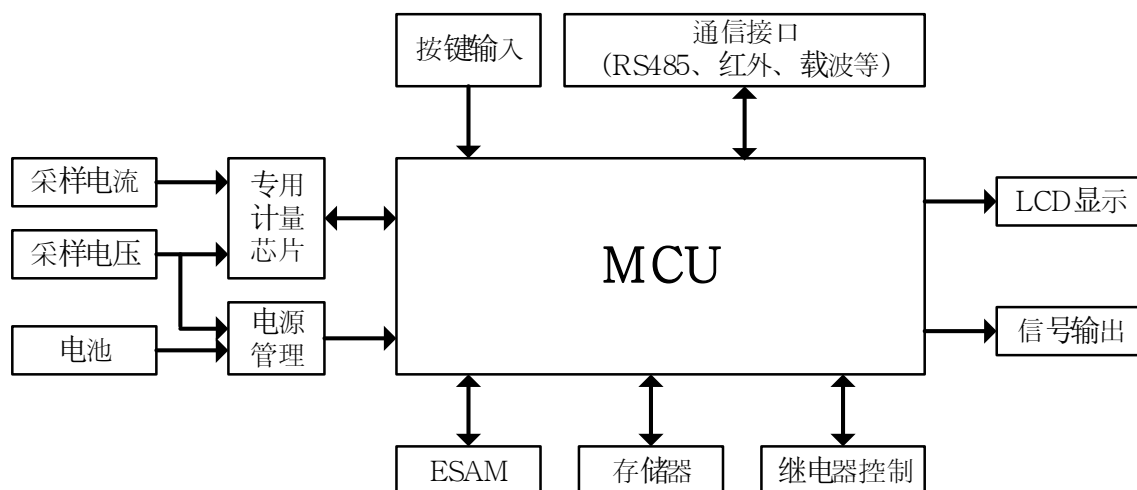 按键输入
通信接口
(RS485、红外、载波等)
采样电流
专用
计量
芯片
采样电压
MCU
LCD显示
电池
电源
管理
信号输出
ESAM
存储器
继电器控制